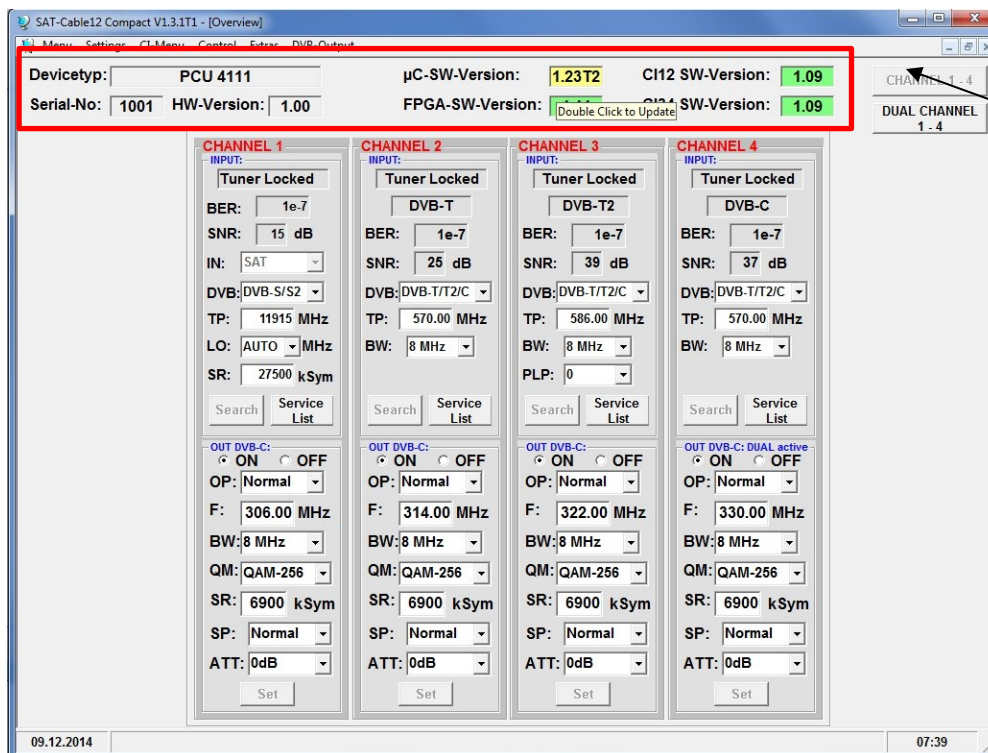 SAT-Cable12 Compact V1.3.1T1 - [Overview]
Menu Settings CI-Menu Control Extras DVB-Output
Devicetyp: PCU 4111 µC-SW-Version: 1.23T2 CI12 SW-Version: 1.09
CHANNEL 1 - 4
Serial-No: 1001 HW-Version: 1.00 FPGA-SW-Version: CI34 SW-Version: 1.09
Double Click to Update
DUAL CHANNEL
1 - 4
CHANNEL 1
INPUT:
Tuner Locked
BER: 1e-7
SNR: 15 dB
IN: SAT
DVB: DVB-S/S2
TP: 11915 MHz
LO: AUTO MHz
SR: 27500 kSym
Search Service List
OUT DVB-C:
ON OFF
OP: Normal
F: 306.00 MHz
BW: 8 MHz
QM: QAM-256
SR: 6900 kSym
SP: Normal
ATT: 0dB
Set
CHANNEL 2
INPUT:
Tuner Locked
DVB-T
BER: 1e-7
SNR: 25 dB
DVB: DVB-T/T2/C
TP: 570.00 MHz
BW: 8 MHz
Search Service List
OUT DVB-C:
ON OFF
OP: Normal
F: 314.00 MHz
BW: 8 MHz
QM: QAM-256
SR: 6900 kSym
SP: Normal
ATT: 0dB
Set
CHANNEL 3
INPUT:
Tuner Locked
DVB-T2
BER: 1e-7
SNR: 39 dB
DVB: DVB-T/T2/C
TP: 586.00 MHz
BW: 8 MHz
PLP: 0
Search Service List
OUT DVB-C:
ON OFF
OP: Normal
F: 322.00 MHz
BW: 8 MHz
QM: QAM-256
SR: 6900 kSym
SP: Normal
ATT: 0dB
Set
CHANNEL 4
INPUT:
Tuner Locked
DVB-C
BER: 1e-7
SNR: 37 dB
DVB: DVB-T/T2/C
TP: 570.00 MHz
BW: 8 MHz
Search Service List
OUT DVB-C: DUAL active
ON OFF
OP: Normal
F: 330.00 MHz
BW: 8 MHz
QM: QAM-256
SR: 6900 kSym
SP: Normal
ATT: 0dB
Set
09.12.2014 07:39